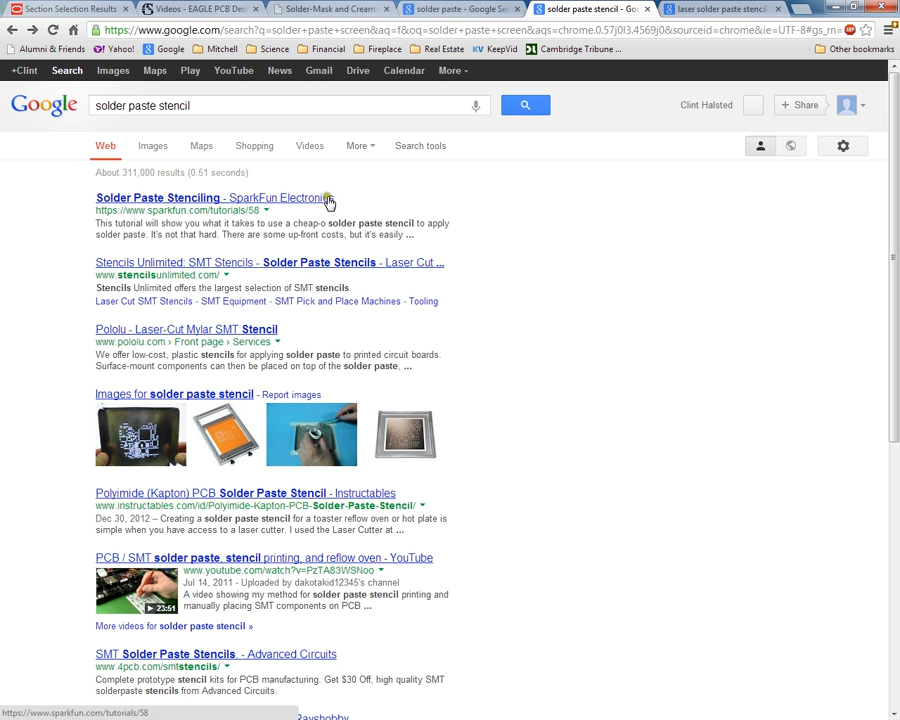 Section Selection Results
Videos - EAGLE PCB Des
Solder-Mask and Cream-
solder paste - Google Se
solder paste stencil - Goo
laser solder paste stencil
https://www.google.com/search?q=solder+paste+screen&aq=f&oq=solder+paste+screen&aqs=chrome.0.57j0l3.4569j0&sourceid=chrome&ie=UTF-8#gs_rn=
ABP
Alumni & Friends
Yahoo!
Google
Mitchell
Science
Financial
Fireplace
Real Estate
KeepVid
Cambridge Tribune ...
Other bookmarks
+Clint Search Images Maps Play YouTube News Gmail Drive Calendar More
Google
solder paste stencil
Clint Halsted
+ Share
Web Images Maps Shopping Videos More Search tools
About 311,000 results (0.51 seconds)
Solder Paste Stenciling - SparkFun Electronics
https://www.sparkfun.com/tutorials/58
This tutorial will show you what it takes to use a cheap-o solder paste stencil to apply
solder paste. It's not that hard. There are some up-front costs, but it's easily ...
Stencils Unlimited: SMT Stencils - Solder Paste Stencils - Laser Cut ...
www.stencilsunlimited.com/
Stencils Unlimited offers the largest selection of SMT stencils.
Laser Cut SMT Stencils - SMT Equipment - SMT Pick and Place Machines - Tooling
Pololu - Laser-Cut Mylar SMT Stencil
www.pololu.com › Front page › Services
We offer low-cost, plastic stencils for applying solder paste to printed circuit boards.
Surface-mount components can then be placed on top of the solder paste, ...
Images for solder paste stencil - Report images
Polyimide (Kapton) PCB Solder Paste Stencil - Instructables
www.instructables.com/id/Polyimide-Kapton-PCB-Solder-Paste-Stencil/
Dec 30, 2012 – Creating a solder paste stencil for a toaster reflow oven or hot plate is
simple when you have access to a laser cutter. I used the Laser Cutter at ...
PCB / SMT solder paste, stencil printing, and reflow oven - YouTube
www.youtube.com/watch?v=PzTA83WSNoo
Jul 14, 2011 - Uploaded by dakotakid12345's channel
A video showing my method for solder paste stencil printing and
manually placing SMT components on PCB ...
23:51
More videos for solder paste stencil »
SMT Solder Paste Stencils. - Advanced Circuits
www.4pcb.com/smtstencils/
Complete prototype stencil kits for PCB manufacturing. Get $30 Off, high quality SMT
solderpaste stencils from Advanced Circuits.
https://www.sparkfun.com/tutorials/58